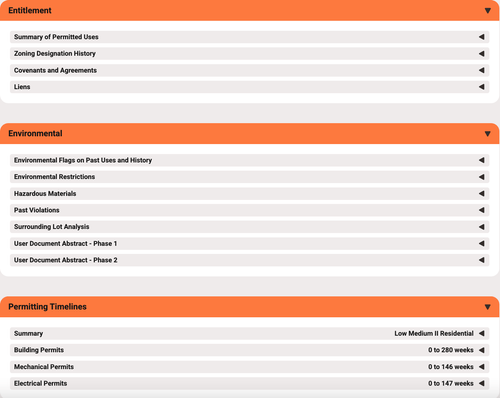 Entitlement
Summary of Permitted Uses
Zoning Designation History
Covenants and Agreements
Liens
Environmental
Environmental Flags on Past Uses and History
Environmental Restrictions
Hazardous Materials
Past Violations
Surrounding Lot Analysis
User Document Abstract - Phase 1
User Document Abstract - Phase 2
Permitting Timelines
Summary Low Medium II Residential
Building Permits 0 to 280 weeks
Mechanical Permits 0 to 146 weeks
Electrical Permits 0 to 147 weeks